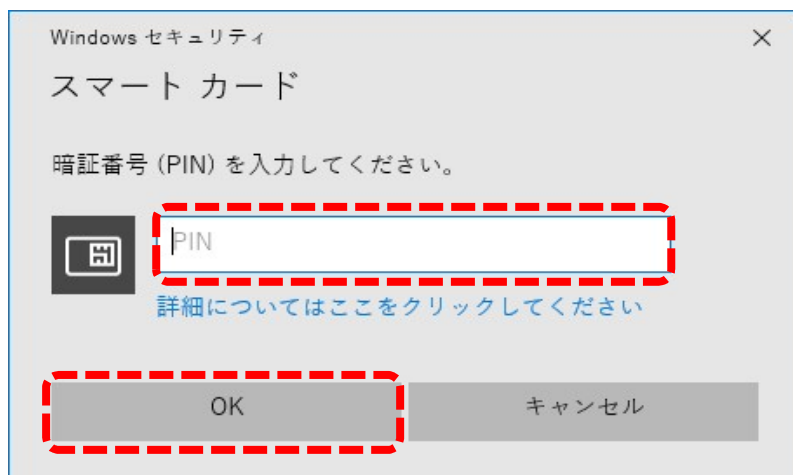 Windows セキュリティ
スマート カード
暗証番号 (PIN) を入力してください。
PIN
詳細についてはここをクリックしてください
OK
キャンセル